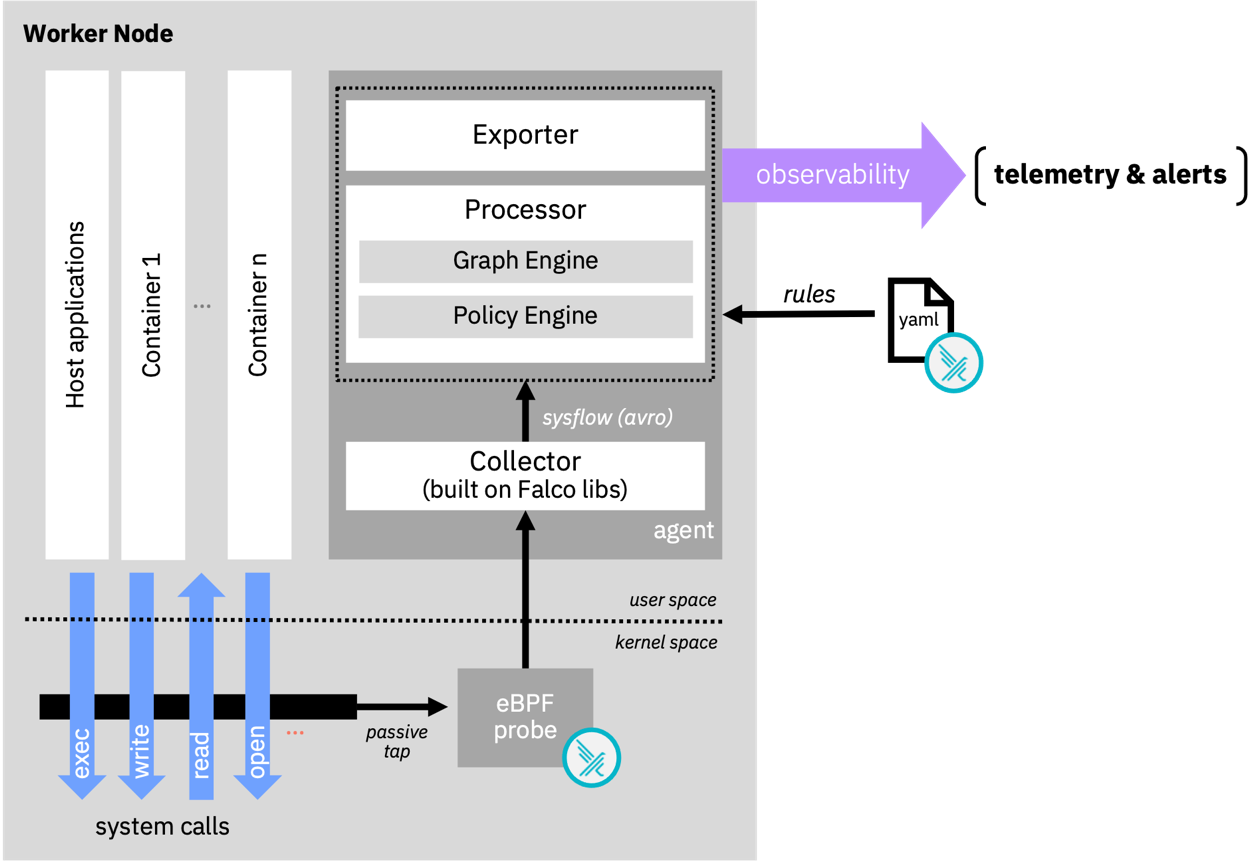 Worker Node
Host applications
Container 1
...
Container n
Exporter
Processor
Graph Engine
Policy Engine
observability
telemetry & alerts
rules
yaml
sysflow (avro)
Collector
(built on Falco libs)
agent
user space
kernel space
exec
write
read
open
...
passive
tap
eBPF
probe
system calls